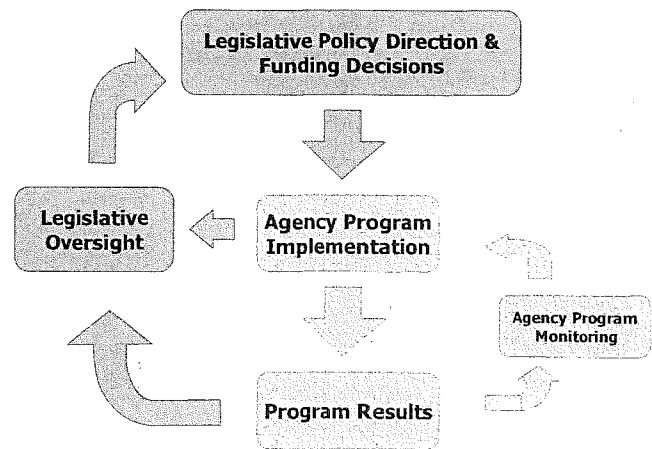 Legislative Policy Direction &
Funding Decisions
Legislative
Oversight
Agency Program
Implementation
Agency Program
Monitoring
Program Results